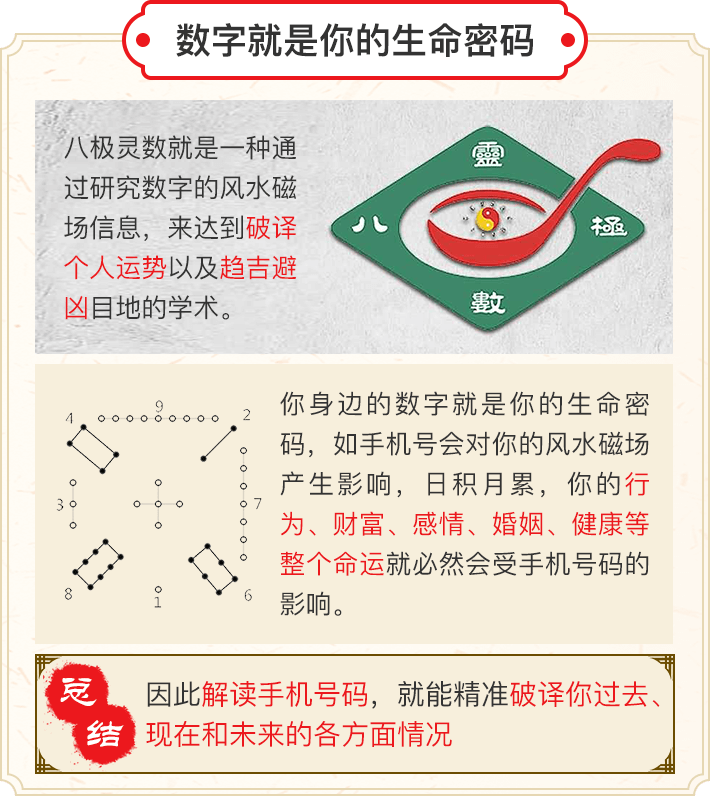 数字就是你的生命密码
八极灵数就是一种通
过研究数字的风水磁
场信息，来达到破译
个人运势以及趋吉避
凶目地的学术。
靈
八
極
數
你身边的数字就是你的生命密
码，如手机号会对你的风水磁场
产生影响，日积月累，你的行
为、财富、感情、婚姻、健康等
整个命运就必然会受手机号码的
影响。
4
9
2
3
7
8
1
6
总
结
因此解读手机号码，就能精准破译你过去、
现在和未来的各方面情况